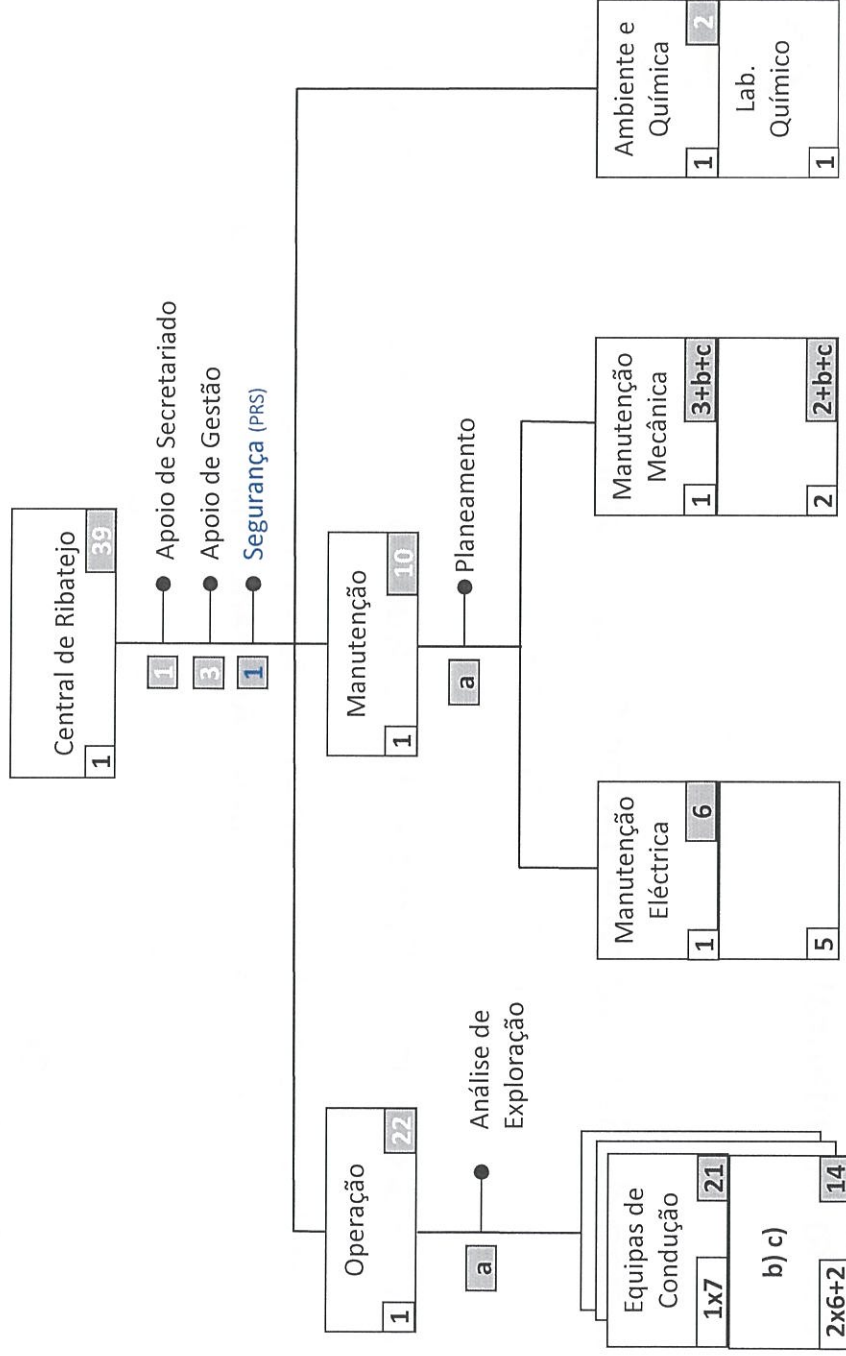 Central de Ribatejo
1
39
1
Apoio de Secretariado
3
Apoio de Gestão
1
Segurança (PRS)
Operação
1
22
a
Análise de
Exploração
Equipas de
Condução
1x7
21
b) c)
2x6+2
14
Manutenção
1
10
a
Planeamento
Manutenção
Eléctrica
1
6
5
Manutenção
Mecânica
1
3+b+c
2
2+b+c
Ambiente e
Química
1
2
Lab.
Químico
1